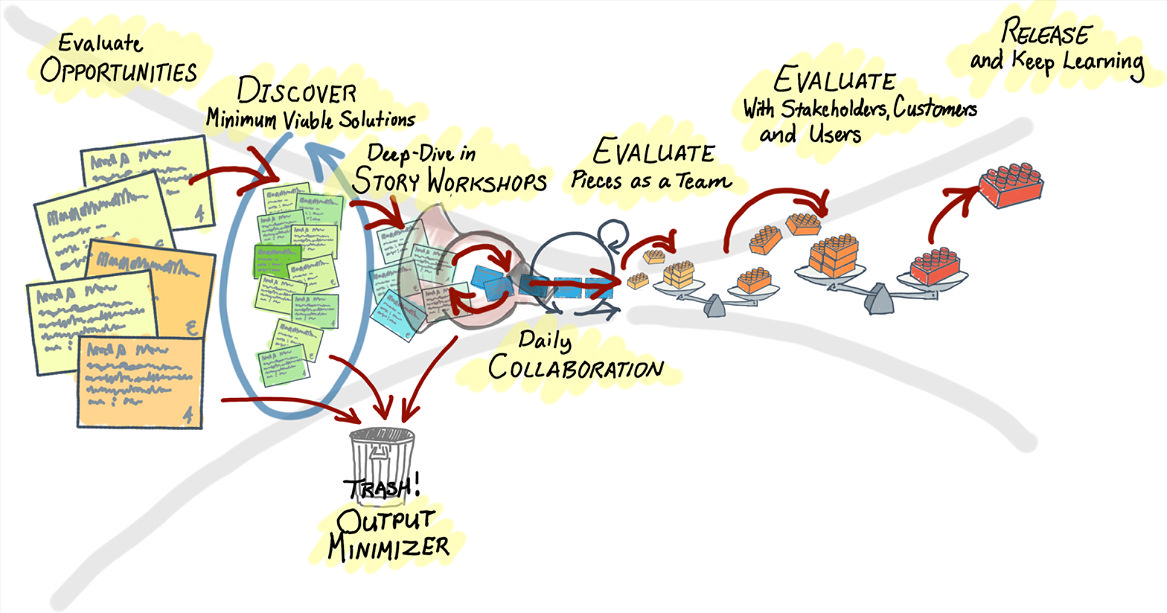 Evaluate
OPPORTUNITIES
DISCOVER
Minimum Viable Solutions
Deep-Dive in
STORY WORKSHOPS
EVALUATE
Pieces as a Team
EVALUATE
With Stakeholders, Customers
and Users
RELEASE
and Keep Learning
Daily
COLLABORATION
TRASH!
OUTPUT
MINIMIZER